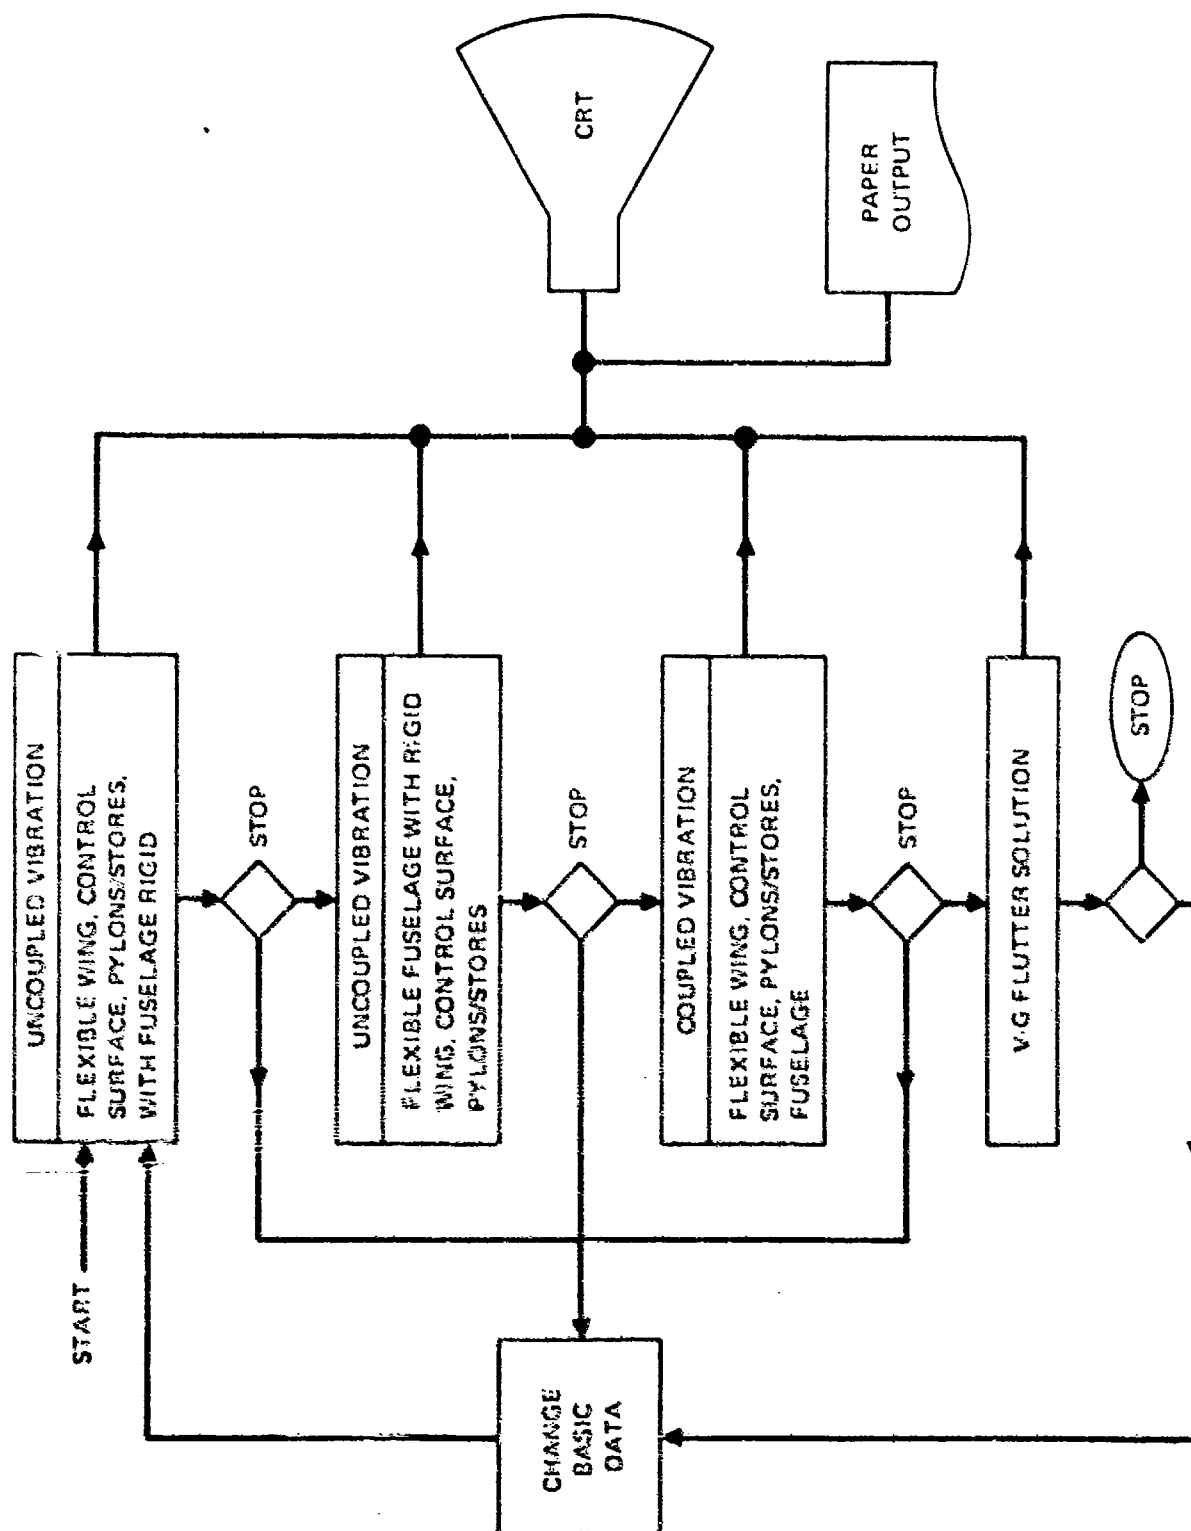 START
UNCOUPLED VIBRATION
FLEXIBLE WING, CONTROL
SURFACE, PYLONS/STORES,
WITH FUSELAGE RIGID
STOP
UNCOUPLED VIBRATION
FLEXIBLE FUSELAGE WITH RIGID
WING, CONTROL SURFACE,
PYLONS/STORES
STOP
COUPLED VIBRATION
FLEXIBLE WING, CONTROL
SURFACE, PYLONS/STORES,
FUSELAGE
STOP
V-G FLUTTER SOLUTION
STOP
CHANGE
BASIC
DATA
CRT
PAPER
OUTPUT